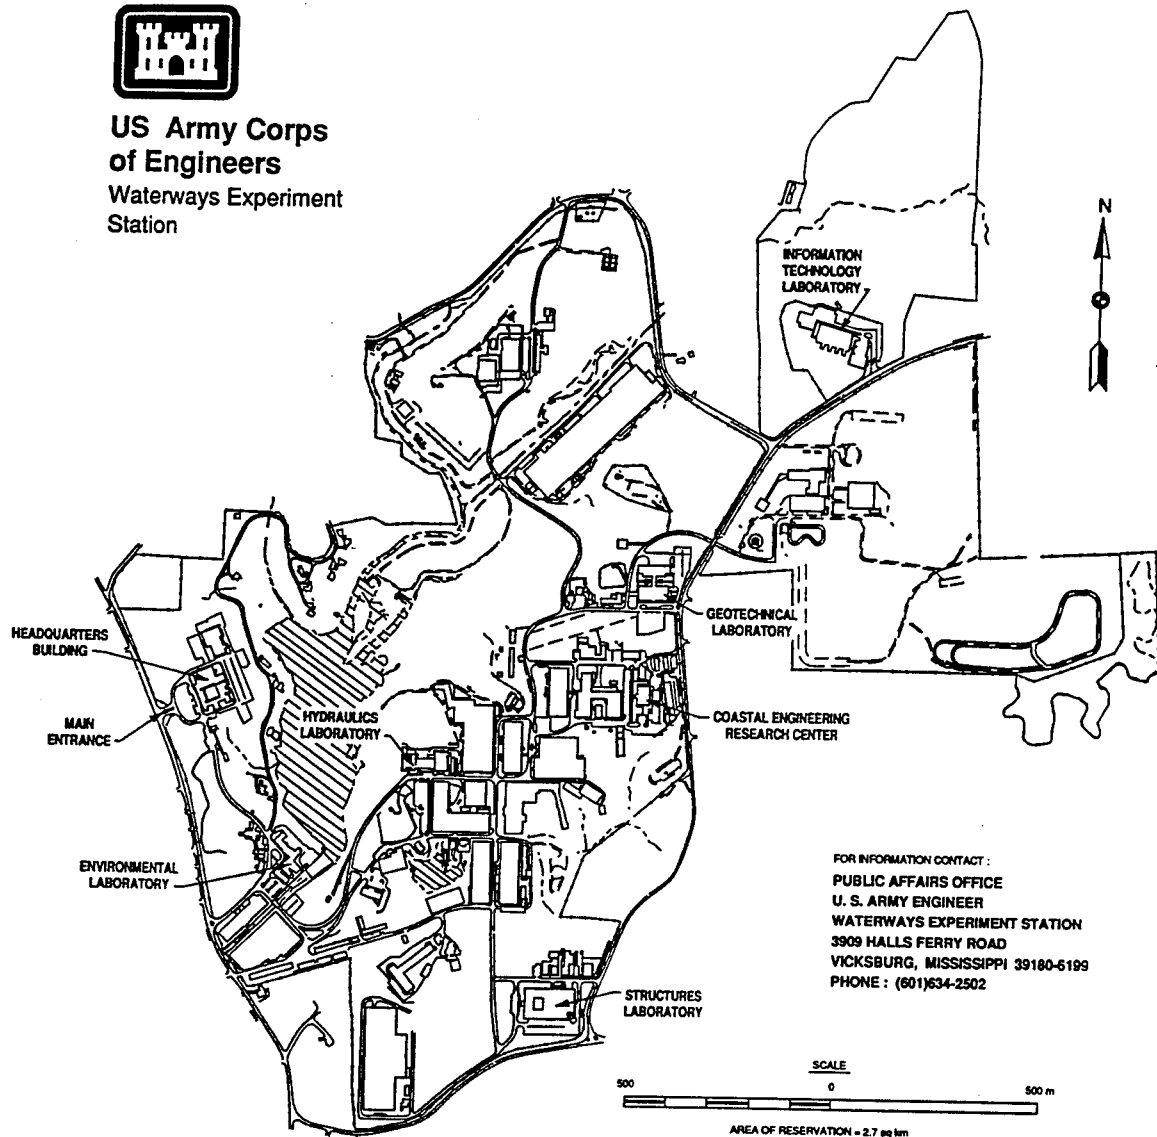 US Army Corps
of Engineers
Waterways Experiment
Station
N
INFORMATION
TECHNOLOGY
LABORATORY
GEOTECHNICAL
LABORATORY
HEADQUARTERS
BUILDING
MAIN
ENTRANCE
HYDRAULICS
LABORATORY
COASTAL ENGINEERING
RESEARCH CENTER
ENVIRONMENTAL
LABORATORY
STRUCTURES
LABORATORY
FOR INFORMATION CONTACT :
PUBLIC AFFAIRS OFFICE
U. S. ARMY ENGINEER
WATERWAYS EXPERIMENT STATION
3909 HALLS FERRY ROAD
VICKSBURG, MISSISSIPPI 39180-6199
PHONE : (601)634-2502
SCALE
500 0 500 m
AREA OF RESERVATION = 2.7 sq km